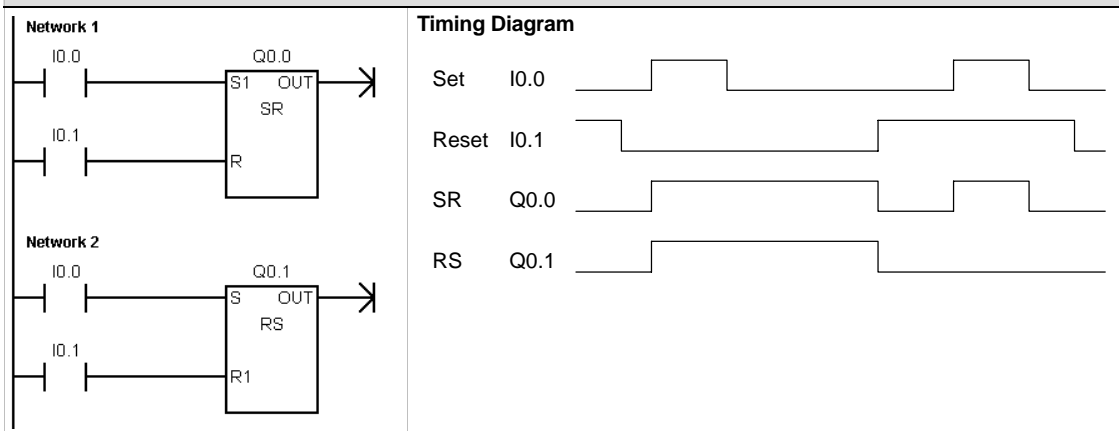 Network 1
I0.0 Q0.0
S1 OUT
SR
I0.1
R
Network 2
I0.0 Q0.1
S OUT
RS
I0.1
R1
Timing Diagram
Set I0.0
Reset I0.1
SR Q0.0
RS Q0.1